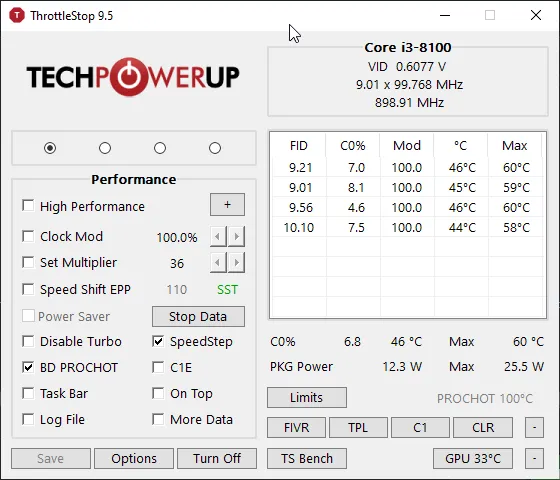 ThrottleStop 9.5
TECHPOWERUP
Core i3-8100
VID 0.6077 V
9.01 x 99.768 MHz
898.91 MHz
Performance
High Performance +
Clock Mod 100.0%
Set Multiplier 36
Speed Shift EPP 110 SST
Power Saver Stop Data
Disable Turbo SpeedStep
BD PROCHOT C1E
Task Bar On Top
Log File More Data
Save Options Turn Off
FID C0% Mod °C Max
9.21 7.0 100.0 46°C 60°C
9.01 8.1 100.0 45°C 59°C
9.56 4.6 100.0 46°C 60°C
10.10 7.5 100.0 44°C 58°C
C0% 6.8 46 °C Max 60 °C
PKG Power 12.3 W Max 25.5 W
Limits PROCHOT 100°C
FIVR TPL C1 CLR -
TS Bench GPU 33°C -